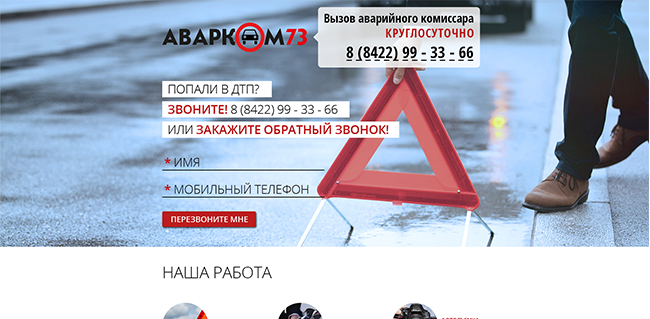 АВАРКОМ73
Вызов аварийного комиссара
КРУГЛОСУТОЧНО
8 (8422) 99 - 33 - 66
ПОПАЛИ В ДТП?
ЗВОНИТЕ! 8 (8422) 99 - 33 - 66
ИЛИ ЗАКАЖИТЕ ОБРАТНЫЙ ЗВОНОК!
* ИМЯ
* МОБИЛЬНЫЙ ТЕЛЕФОН
ПЕРЕЗВОНИТЕ МНЕ
НАША РАБОТА